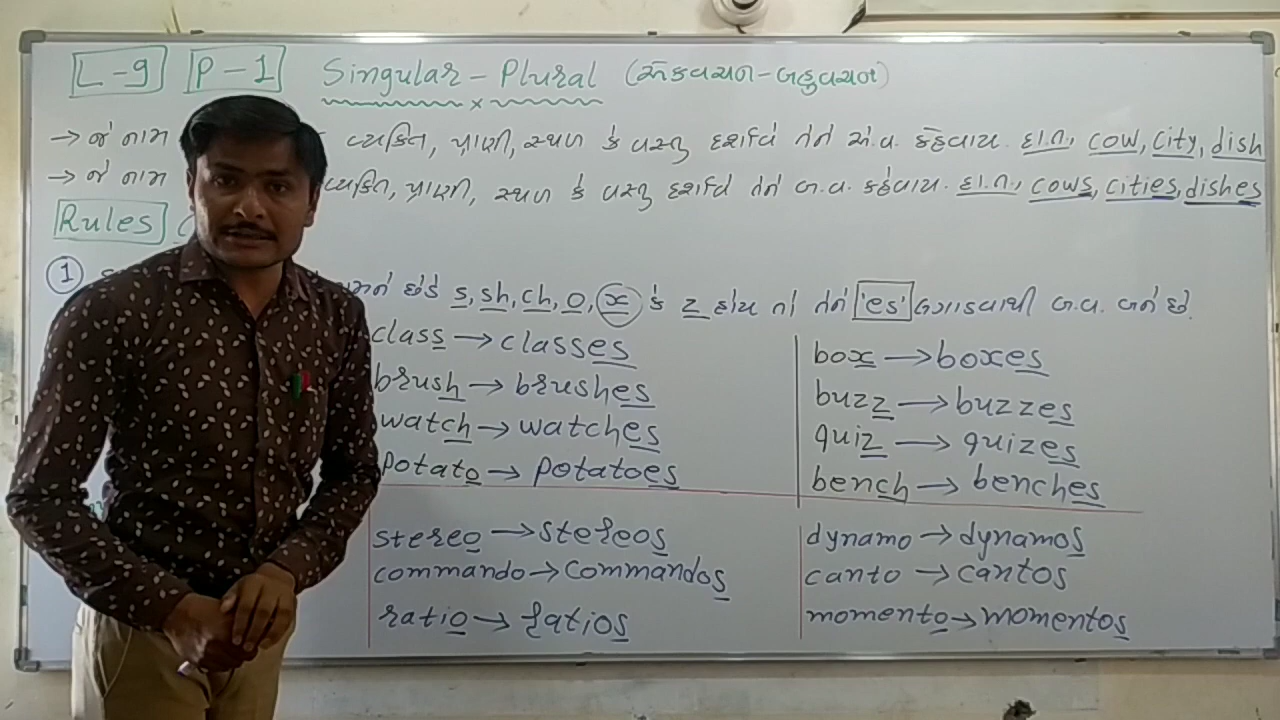 L-9 P-1 Singular - Plural (એકવચન - બહુવચન)
→ જે નામ વ્યકિત, પ્રાણી, સ્થળ કે વસ્તુ દર્શાવે તેને એ.વ. કહેવાય. દા.ત., cow, city, dish
→ જે નામ વ્યકિત, પ્રાણી, સ્થળ કે વસ્તુ દર્શાવે તેને બ.વ. કહેવાય. દા.ત., cows, cities, dishes
Rules
① છેડે s, sh, ch, o, x કે z હોય તો તેને 'es' લગાડવાથી બ.વ. બને છે.
class → classes
brush → brushes
watch → watches
potato → potatoes
box → boxes
buzz → buzzes
quiz → quizes
bench → benches
stereo → stereos
commando → commandos
ratio → ratios
dynamo → dynamos
canto → cantos
momento → momentos